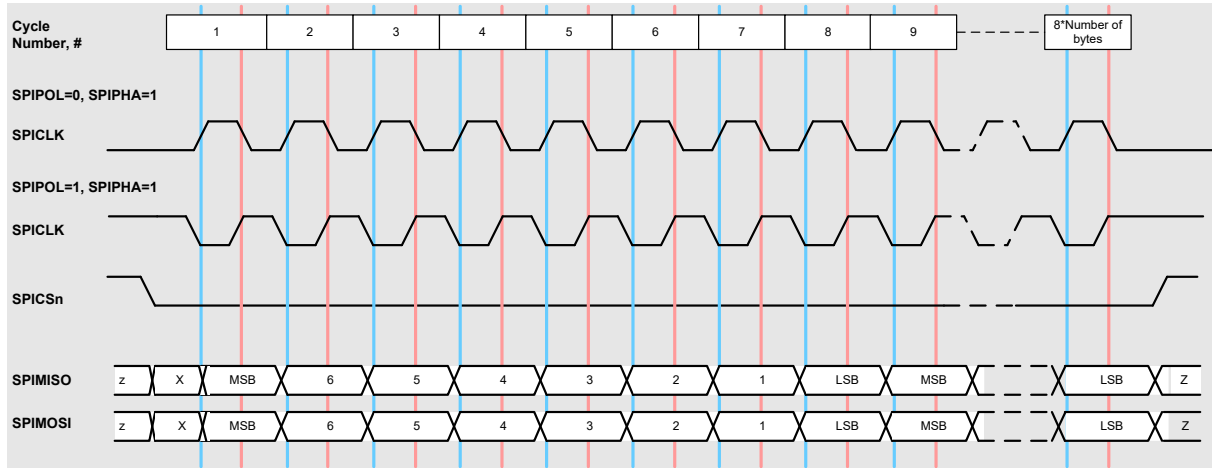 Cycle
Number, #
1 2 3 4 5 6 7 8 9
8*Number of
bytes
SPIPOL=0, SPIPHA=1
SPICLK
SPIPOL=1, SPIPHA=1
SPICLK
SPICSn
SPIMISO z X MSB 6 5 4 3 2 1 LSB MSB LSB Z
SPIMOSI z X MSB 6 5 4 3 2 1 LSB MSB LSB Z